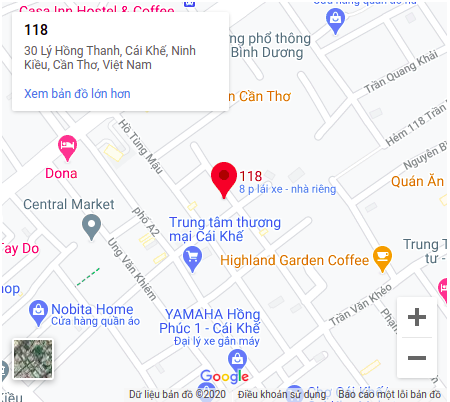 Casa Inn Hostel & Coffee
118
30 Lý Hồng Thanh, Cái Khế, Ninh
Kiều, Cần Thơ, Việt Nam
Xem bản đồ lớn hơn
ng phổ thông
Bình Dương
Trần Quang Khải
n Cần Thơ
Hẻm 118 Trần
Hồ Tùng Mậu
Nguyễn B
Dona
118
8 p lái xe - nhà riêng
Quán Ăn
Central Market
phố A2
Trung tâm thương
mại Cái Khế
Tay Do
Ung Văn Khiêm
Highland Garden Coffee
Trung T
tư -
hop
Nobita Home
Cửa hàng quần áo
YAMAHA Hồng
Phúc 1 - Cái Khế
Đại lý xe gắn máy
Trần Văn Khéo
Phạm
+
−
Google
Chợ Cái Khế
Dữ liệu bản đồ ©2020
Điều khoản sử dụng
Báo cáo một lỗi bản đồ